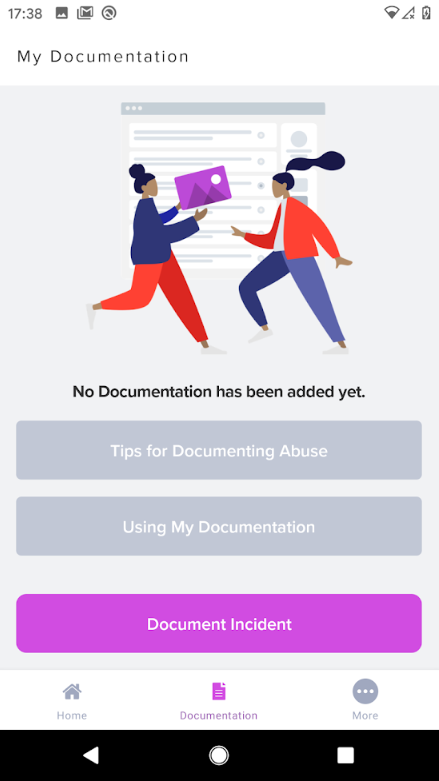 17:38
My Documentation
No Documentation has been added yet.
Tips for Documenting Abuse
Using My Documentation
Document Incident
Home
Documentation
More